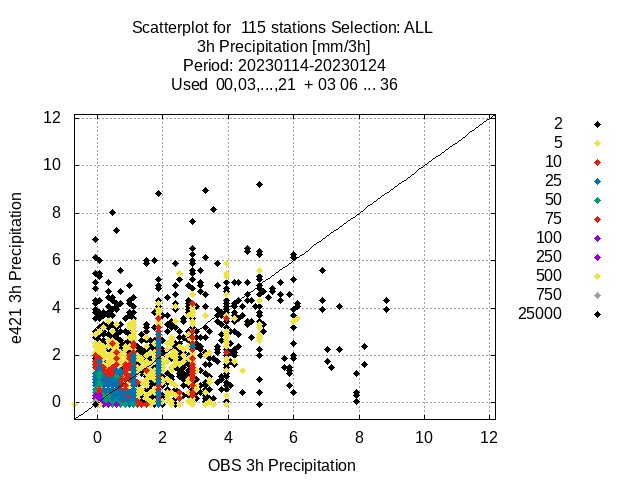 Scatterplot for  115 stations Selection: ALL
3h Precipitation [mm/3h]
Period: 20230114-20230124
Used  00,03,...,21  + 03 06 ... 36
e421 3h Precipitation
12
10
8
6
4
2
0
0 2 4 6 8 10 12
OBS 3h Precipitation
2
5
10
25
50
75
100
250
500
750
25000